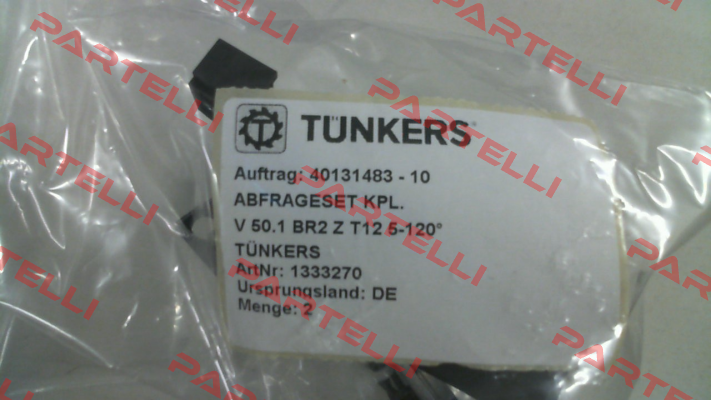 TÜNKERS®
Auftrag: 40131483 - 10
ABFRAGESET KPL.
V 50.1 BR2 Z T12 5-120°
TÜNKERS
ArtNr: 1333270
Ursprungsland: DE
Menge: 2
PARTELLI
PARTELLI
PARTELLI
PARTELLI
PARTELLI
PARTELLI
PARTELLI
PARTELLI
PARTELLI